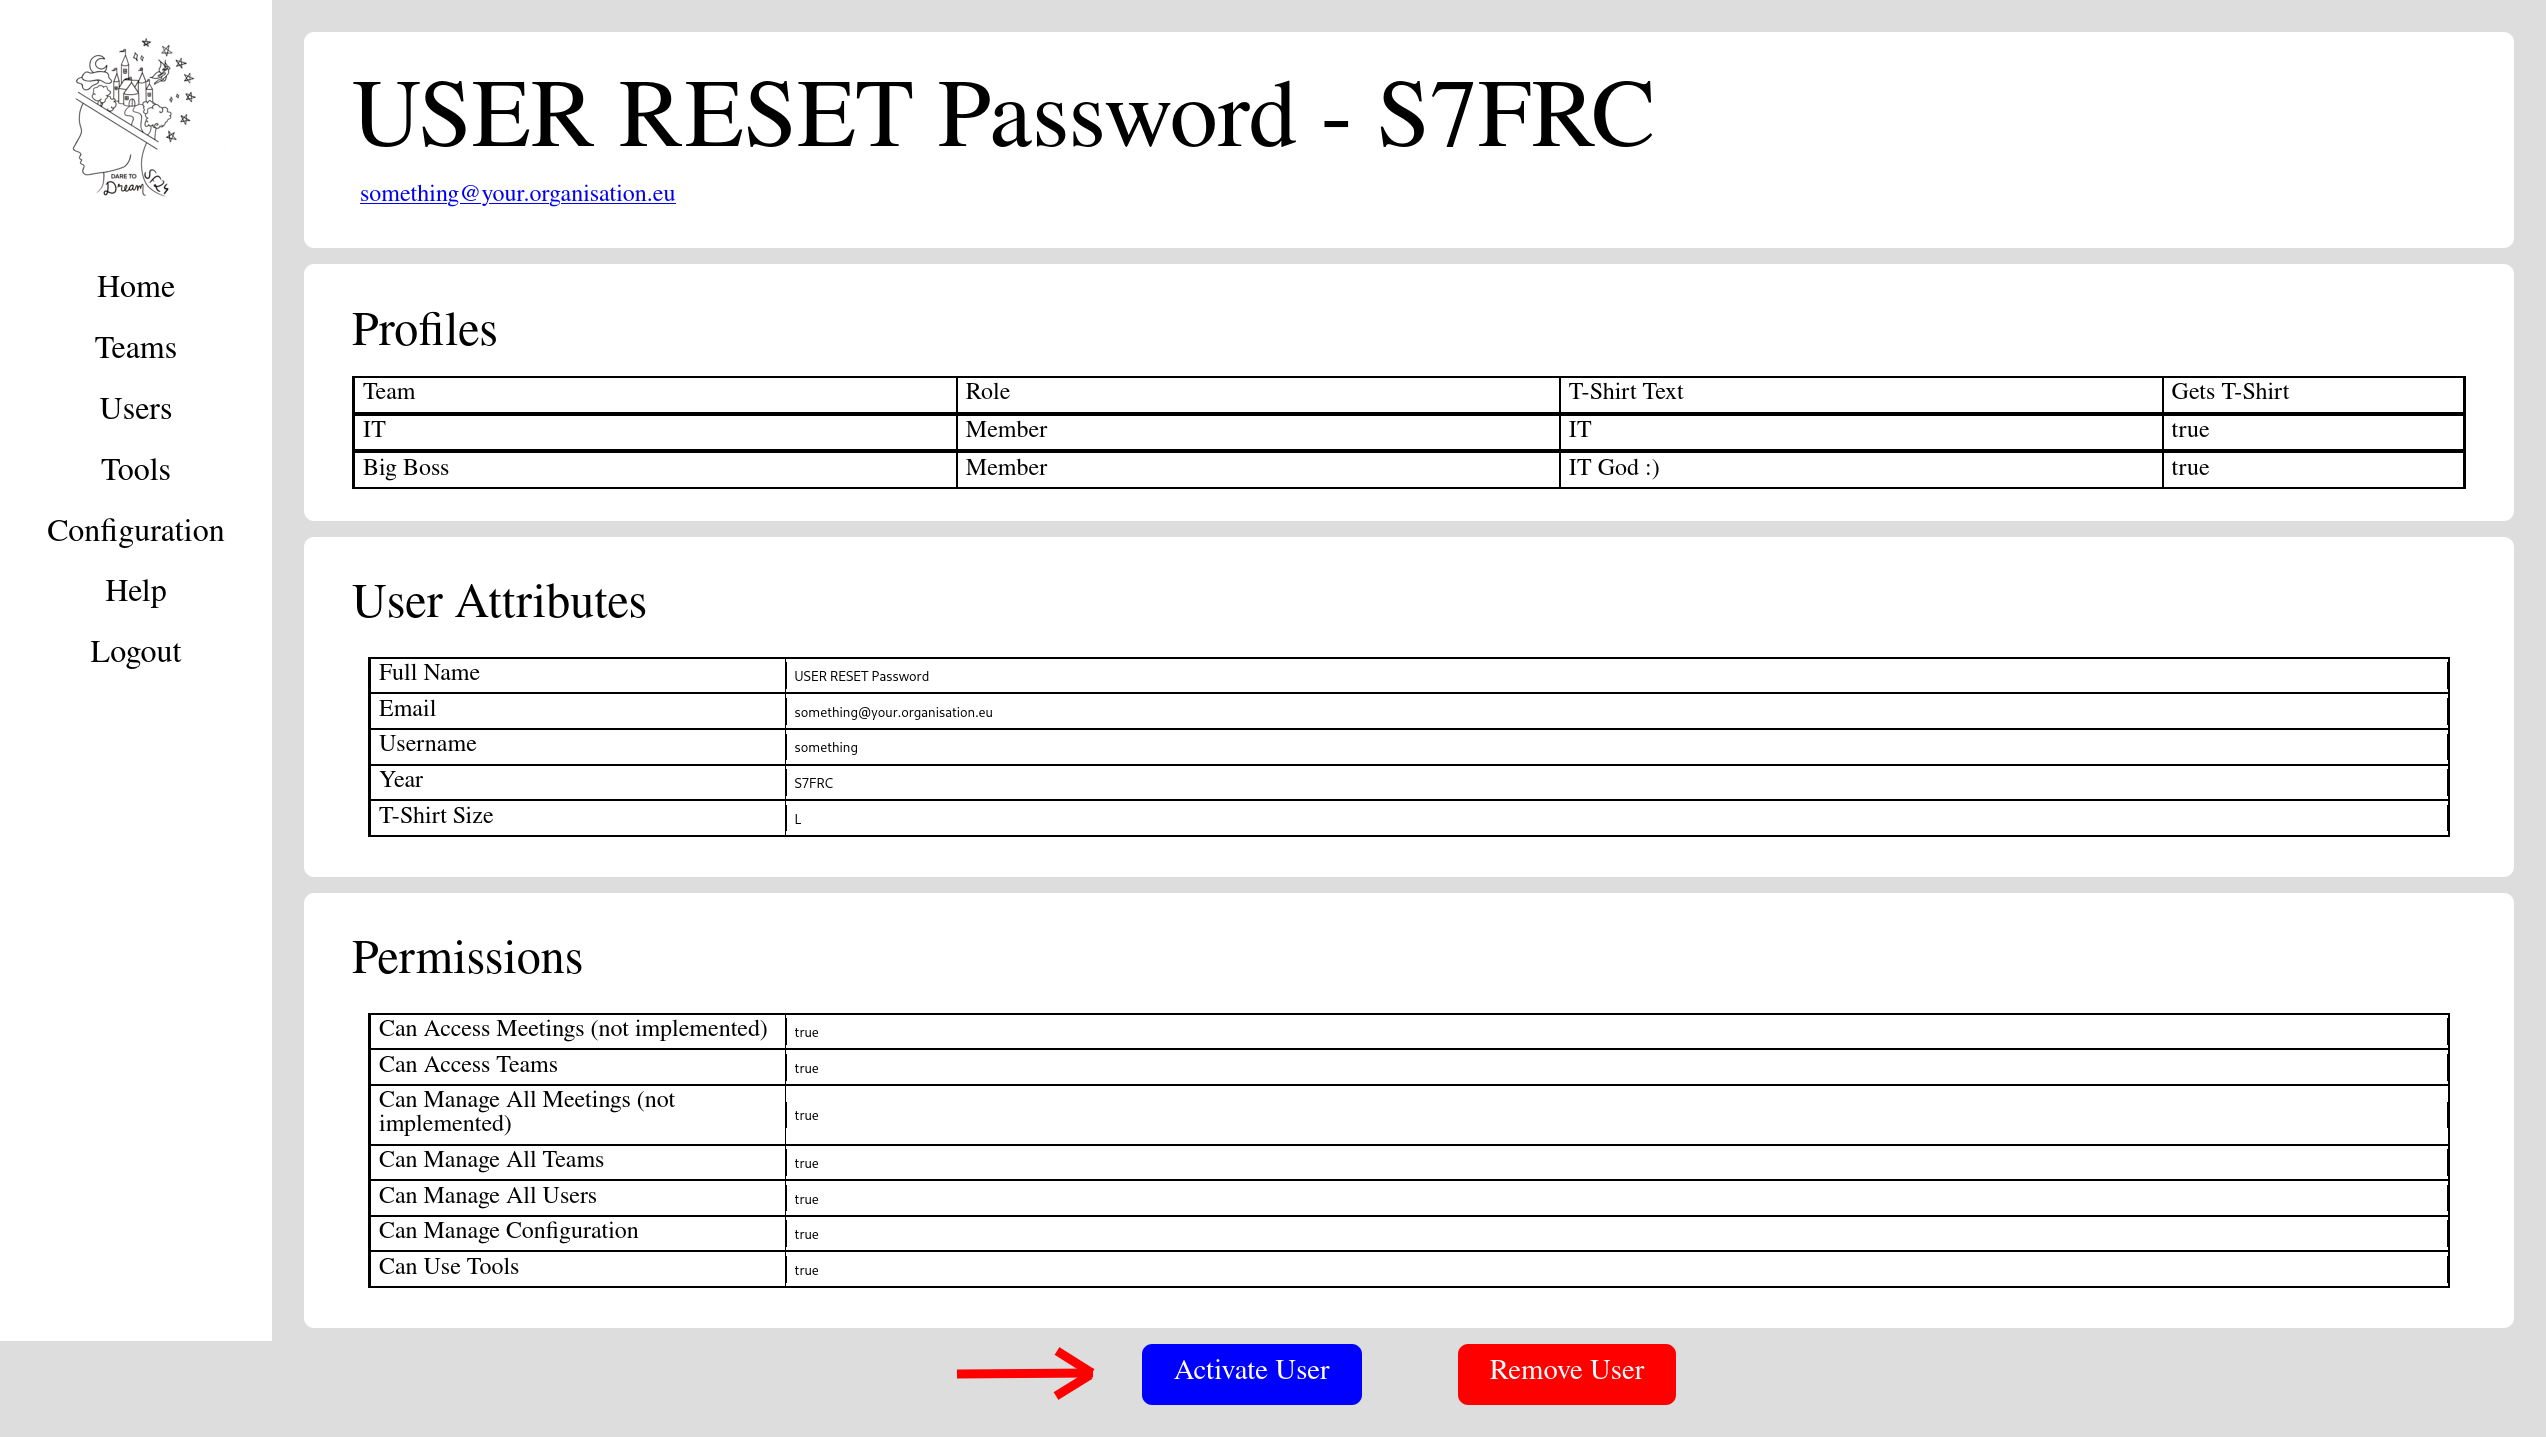 DARE TO
Dream
Home
Teams
Users
Tools
Configuration
Help
Logout
USER RESET Password - S7FRC
something@your.organisation.eu
Profiles
Team Role T-Shirt Text Gets T-Shirt
IT Member IT true
Big Boss Member IT God :) true
User Attributes
Full Name USER RESET Password
Email something@your.organisation.eu
Username something
Year S7FRC
T-Shirt Size L
Permissions
Can Access Meetings (not implemented) true
Can Access Teams true
Can Manage All Meetings (not
implemented) true
Can Manage All Teams true
Can Manage All Users true
Can Manage Configuration true
Can Use Tools true
Activate User Remove User